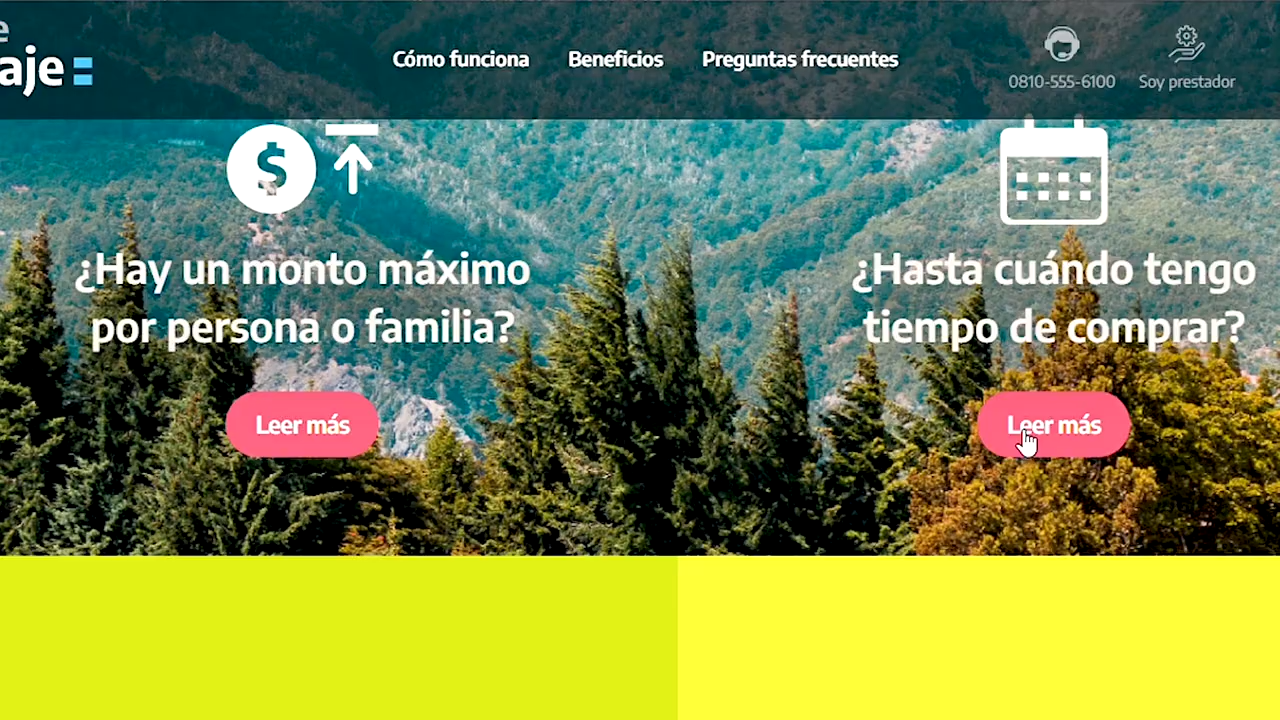 e
aje
Cómo funciona
Beneficios
Preguntas frecuentes
0810-555-6100
Soy prestador
$
¿Hay un monto máximo
por persona o familia?
Leer más
¿Hasta cuándo tengo
tiempo de comprar?
Leer más